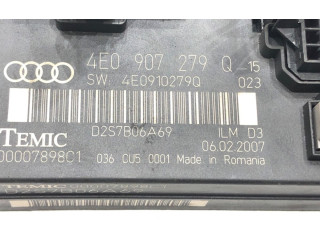 4E0 907 279 Q -15
SW 4E0910279Q 023
D2S7B06A69 ILM D3
TEMIC 06.02.2007
00007898C1 036 CU5 0001 Made in Romania